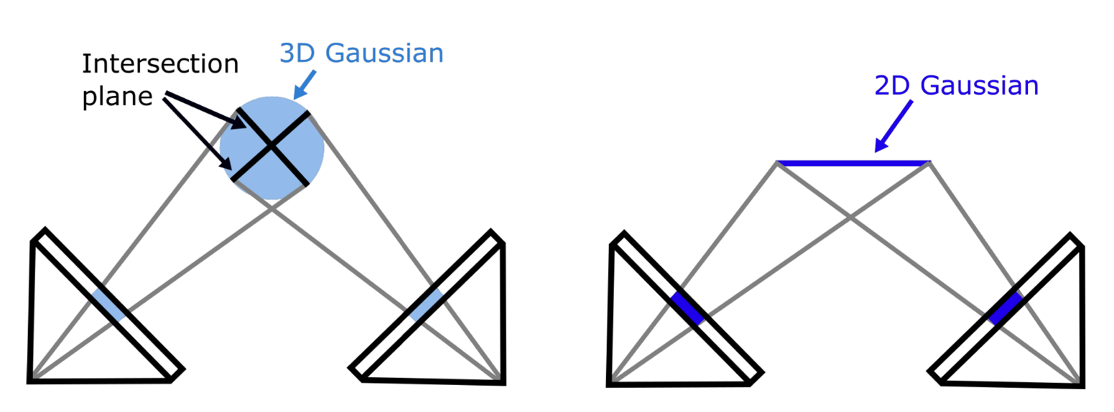 3D Gaussian
Intersection
plane
2D Gaussian